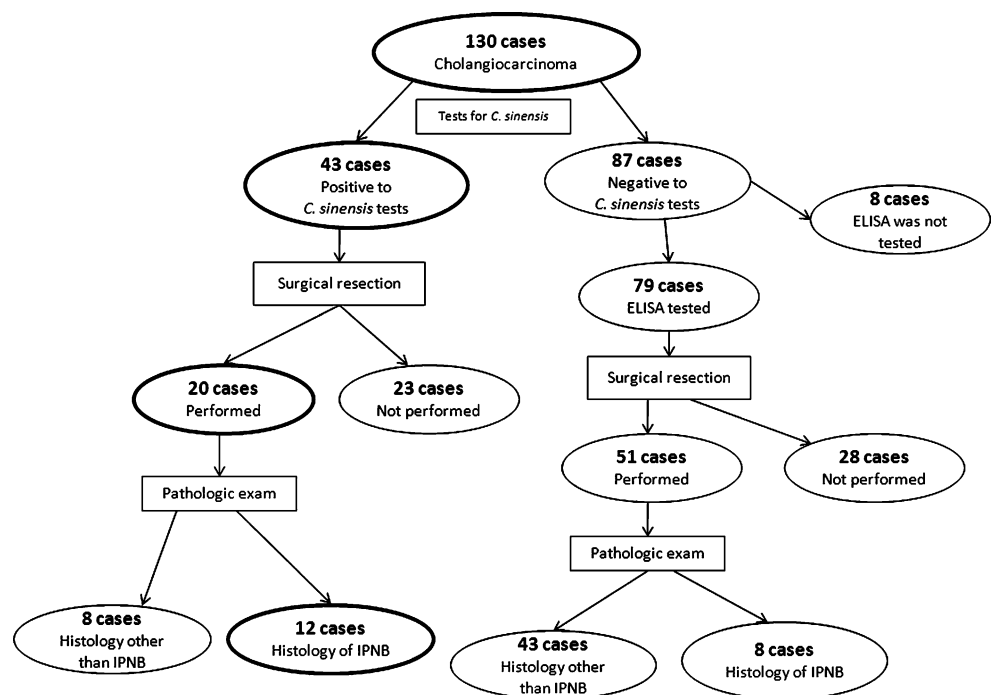 130 cases
Cholangiocarcinoma
Tests for C. sinensis
43 cases
Positive to
C. sinensis tests
87 cases
Negative to
C. sinensis tests
8 cases
ELISA was not
tested
Surgical resection
79 cases
ELISA tested
20 cases
Performed
23 cases
Not performed
Surgical resection
51 cases
Performed
28 cases
Not performed
Pathologic exam
Pathologic exam
8 cases
Histology other
than IPNB
12 cases
Histology of IPNB
43 cases
Histology other
than IPNB
8 cases
Histology of IPNB